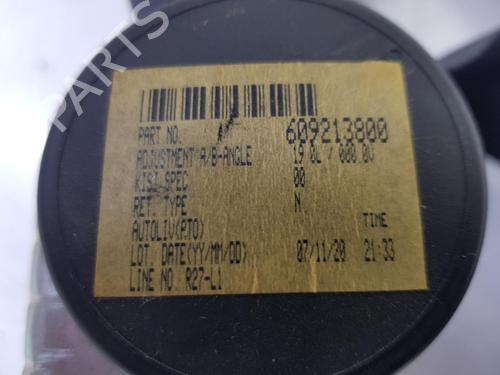 B PARTS
PART NO. 609213800
ADJUSTMENT A/B-ANGLE 19.0L / 000.0V
KISI SPEC 00
RET. TYPE N
AUTOLIV(PTO) TIME
LOT. DATE(YY/MM/DD) 07/11/20 21:33
LINE NO. R27-L1